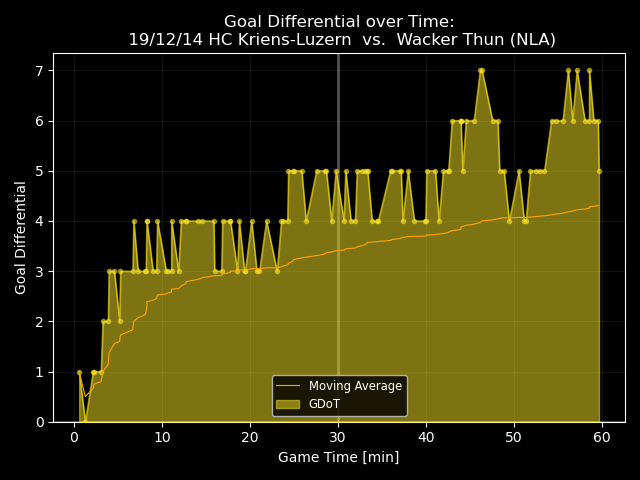 Goal Differential over Time:
19/12/14 HC Kriens-Luzern  vs.  Wacker Thun (NLA)
7
6
5
4
3
2
1
0
Goal Differential
Moving Average
GDoT
0 10 20 30 40 50 60
Game Time [min]